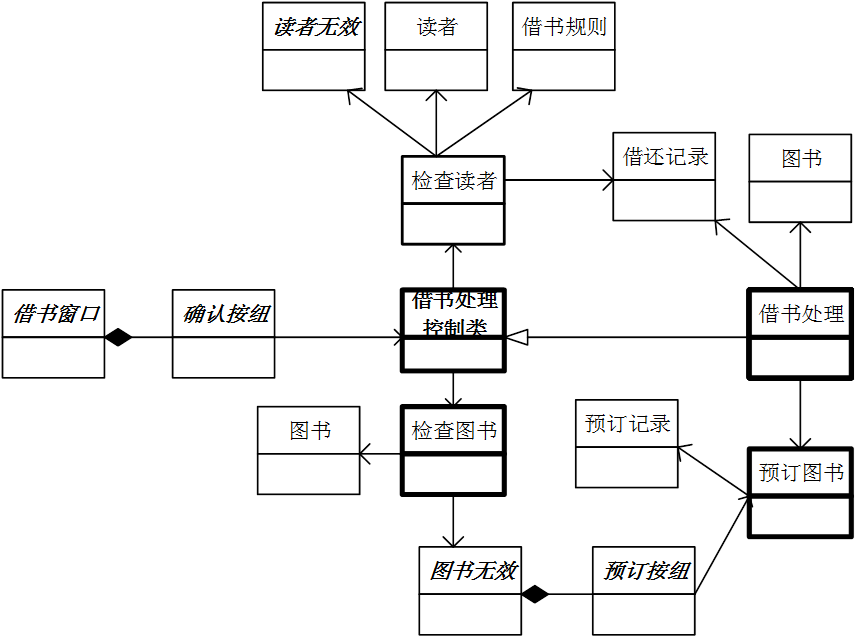 读者无效
读者
借书规则
借还记录
图书
检查读者
借书窗口
确认按纽
借书处理
控制类
借书处理
图书
检查图书
预订记录
预订图书
图书无效
预订按纽